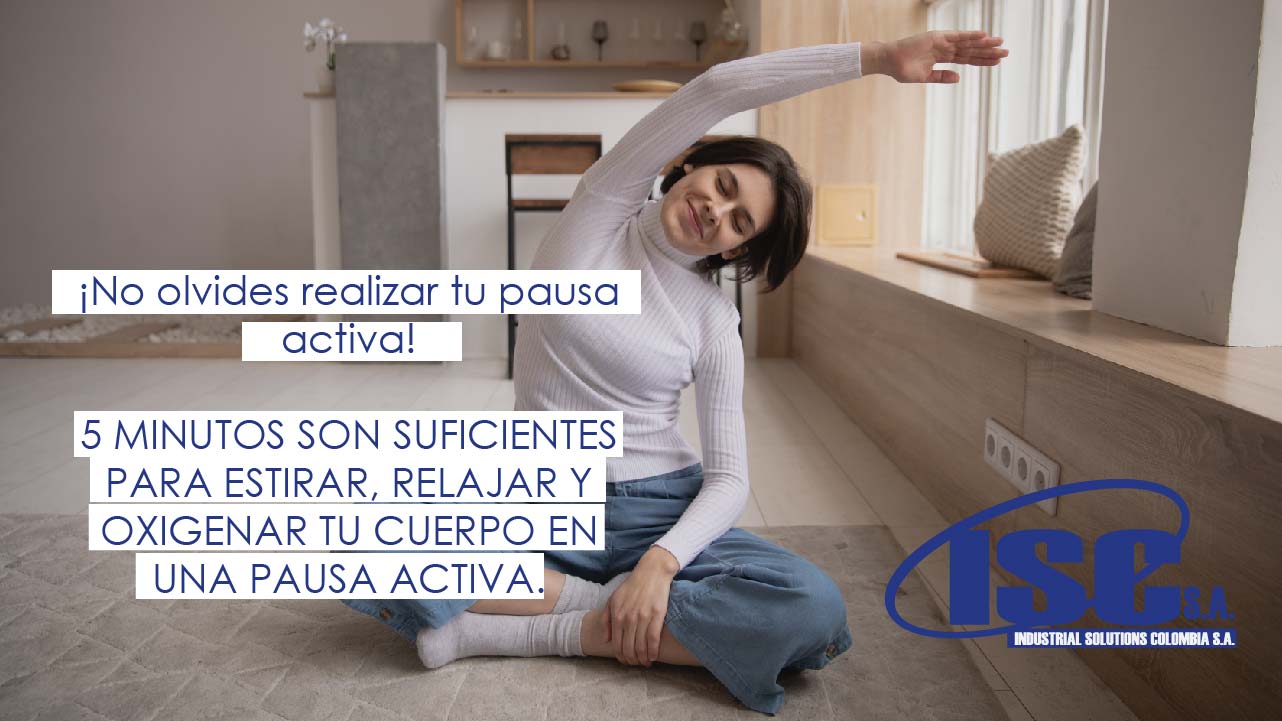 ¡No olvides realizar tu pausa
activa!
5 MINUTOS SON SUFICIENTES
PARA ESTIRAR, RELAJAR Y
OXIGENAR TU CUERPO EN
UNA PAUSA ACTIVA.
ISC S.A.
INDUSTRIAL SOLUTIONS COLOMBIA S.A.